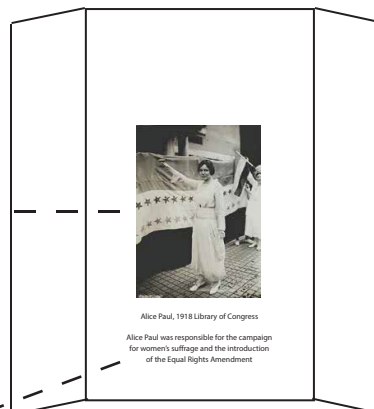 Alice Paul, 1918 Library of Congress
Alice Paul was responsible for the campaign
for women's suffrage and the introduction
of the Equal Rights Amendment